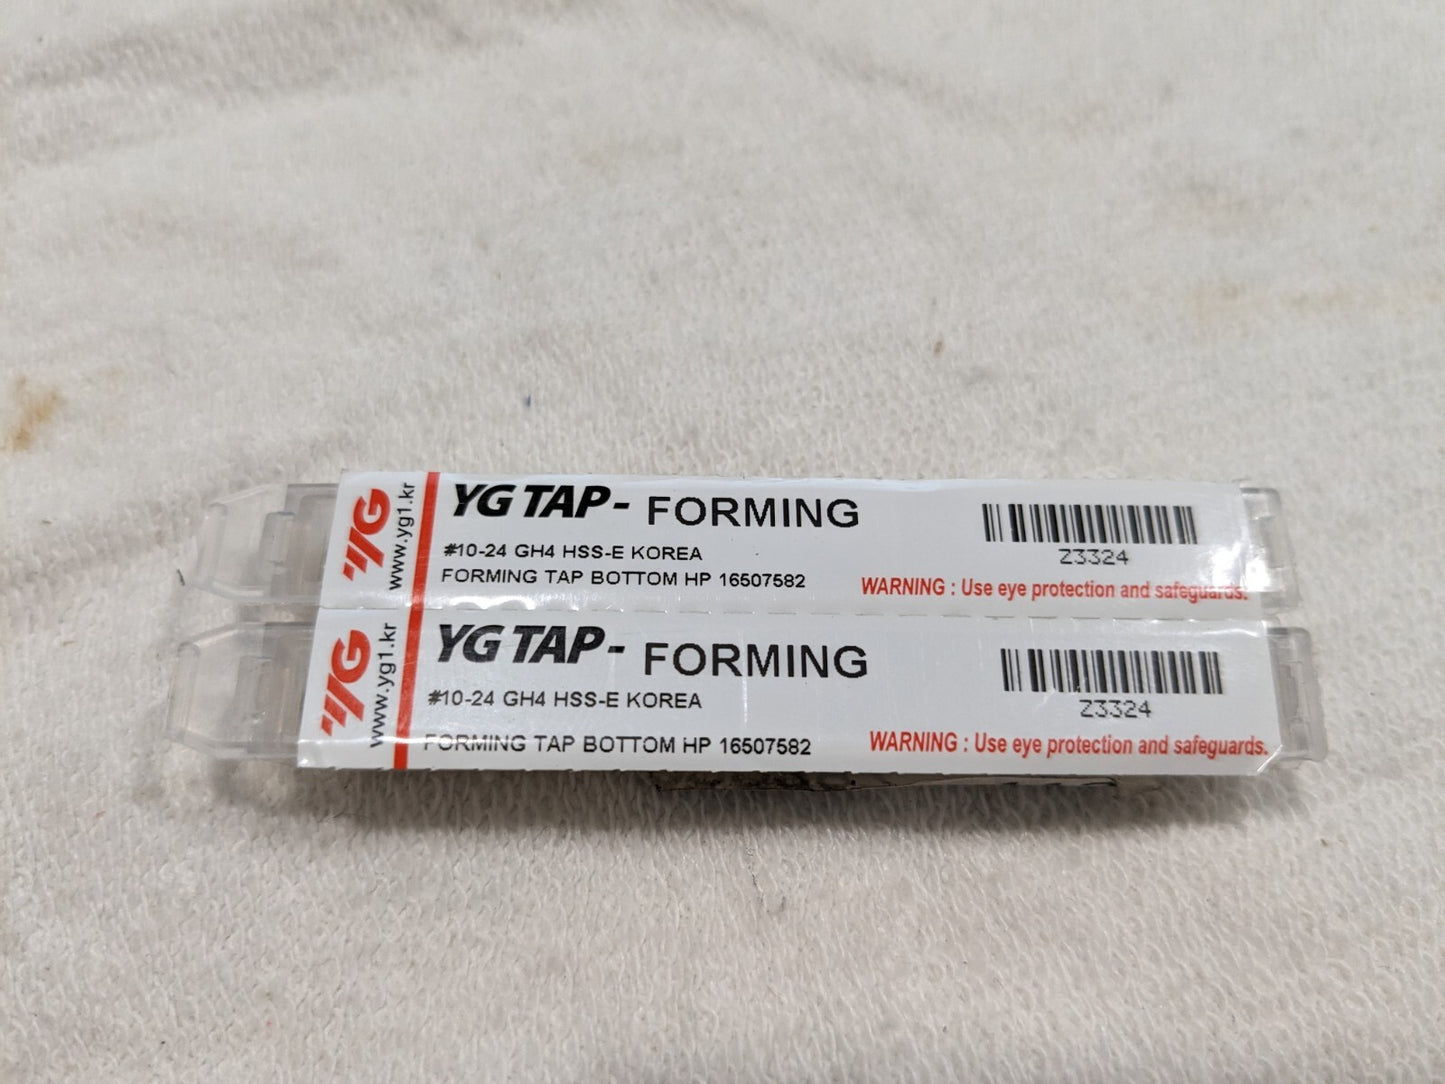 YG
www.yg1.kr
YG TAP - FORMING
#10-24 GH4 HSS-E KOREA
FORMING TAP BOTTOM HP 16507582
Z3324
WARNING : Use eye protection and safeguards.
YG
www.yg1.kr
YG TAP - FORMING
#10-24 GH4 HSS-E KOREA
FORMING TAP BOTTOM HP 16507582
Z3324
WARNING : Use eye protection and safeguards.